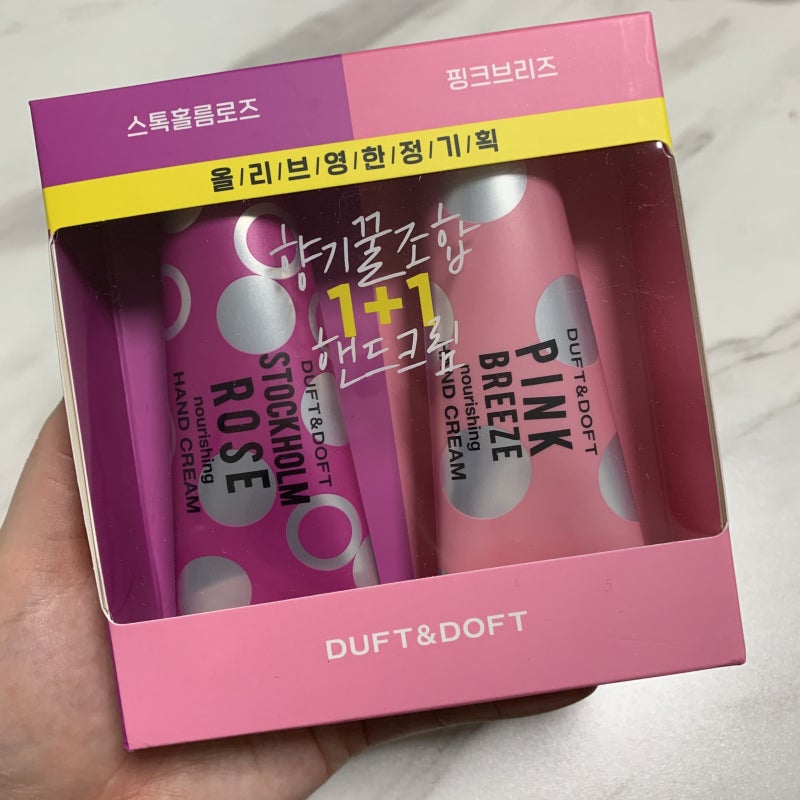 스톡홀름로즈
핑크브리즈
올/리/브/영/한/정/기/획
향기꿀조합
1+1
핸드크림
DUFT&DOFT
STOCKHOLM
ROSE
nourishing
HAND CREAM
DUFT&DOFT
PINK
BREEZE
nourishing
HAND CREAM
DUFT&DOFT